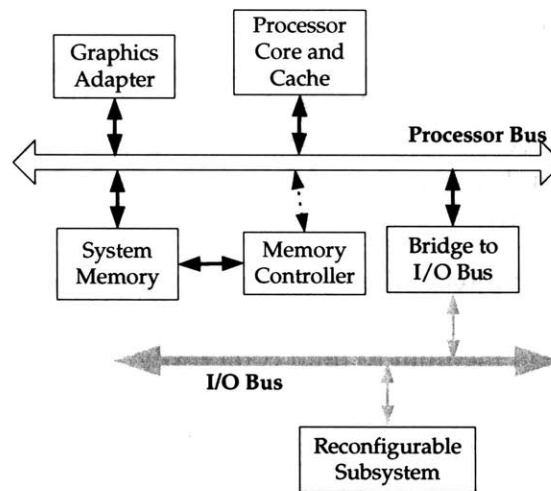 Graphics
Adapter
Processor
Core and
Cache
Processor Bus
System
Memory
Memory
Controller
Bridge to
I/O Bus
I/O Bus
Reconfigurable
Subsystem